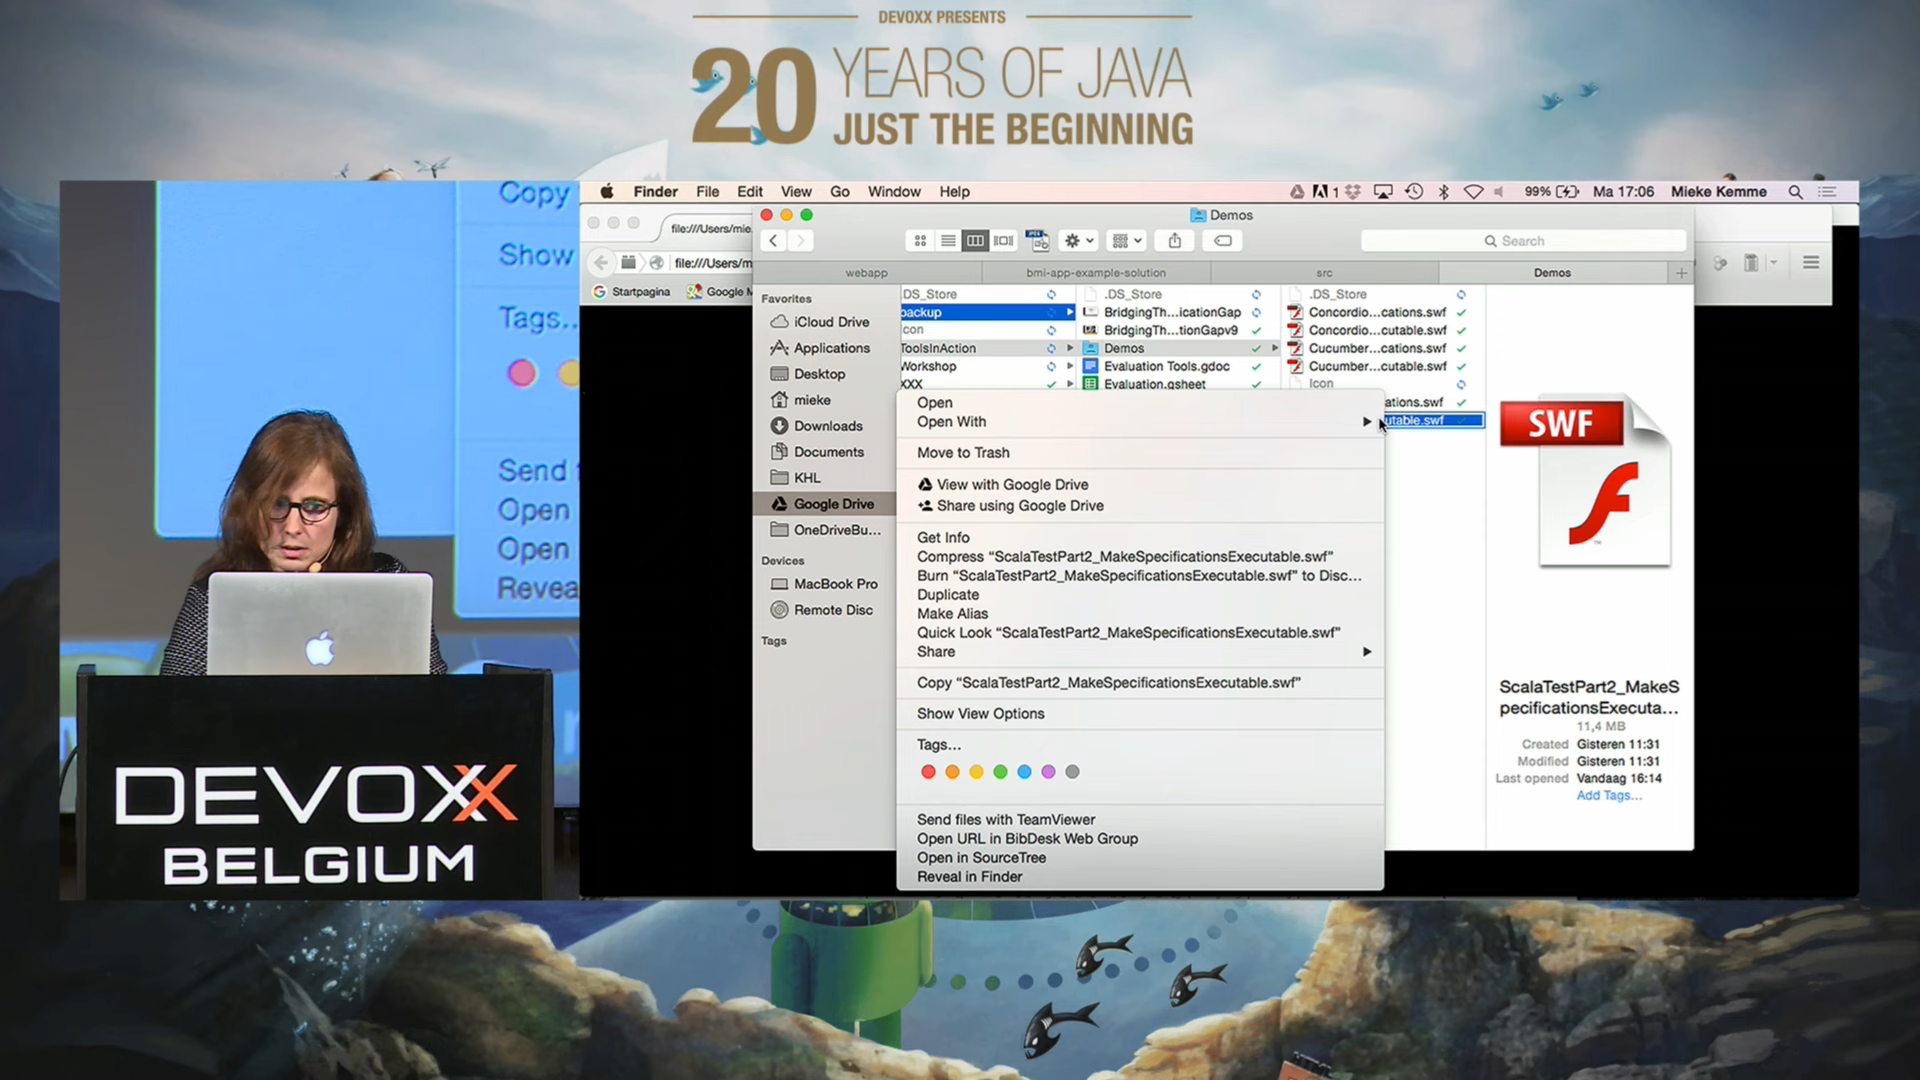 DEVOXX PRESENTS
20 YEARS OF JAVA
JUST THE BEGINNING
Copy
Show
Tags..
Send
Open
Open
Revea
DEVOXX
BELGIUM
Finder File Edit View Go Window Help
1 99% Ma 17:06 Mieke Kemme
file:///Users/mie
file:///Users/m
Startpagina Google M
Demos
Search
webapp bmi-app-example-solution src Demos
Favorites
iCloud Drive
Applications
Desktop
mieke
Downloads
Documents
KHL
Google Drive
OneDriveBu...
Devices
MacBook Pro
Remote Disc
Tags
DS_Store
backup
con
ToolsInAction
Workshop
XXX
.DS_Store
BridgingTh...icationGap
BridgingTh...tionGapv9
Demos
Evaluation Tools.gdoc
Evaluation.gsheet
.DS_Store
Concordio...cations.swf
Concordio...cutable.swf
Cucumber...cations.swf
Cucumber...cutable.swf
Icon
ations.swf
utable.swf
Open
Open With
Move to Trash
View with Google Drive
Share using Google Drive
Get Info
Compress “ScalaTestPart2_MakeSpecificationsExecutable.swf”
Burn “ScalaTestPart2_MakeSpecificationsExecutable.swf” to Disc...
Duplicate
Make Alias
Quick Look “ScalaTestPart2_MakeSpecificationsExecutable.swf”
Share
Copy “ScalaTestPart2_MakeSpecificationsExecutable.swf”
Show View Options
Tags...
Send files with TeamViewer
Open URL in BibDesk Web Group
Open in SourceTree
Reveal in Finder
SWF
ScalaTestPart2_MakeS
pecificationsExecuta...
11,4 MB
Created Gisteren 11:31
Modified Gisteren 11:31
Last opened Vandaag 16:14
Add Tags...